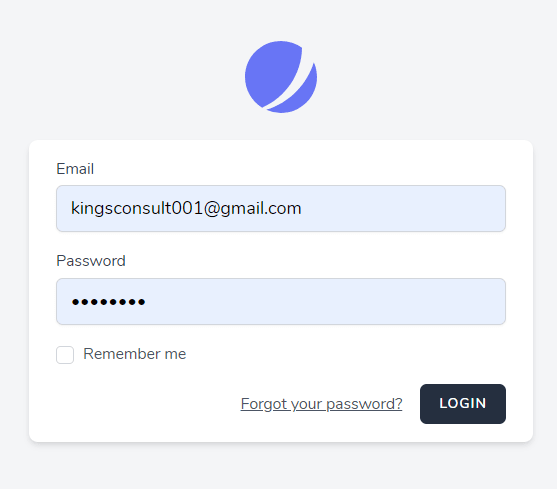 Email
kingsconsult001@gmail.com
Password
••••••••
Remember me
Forgot your password? LOGIN